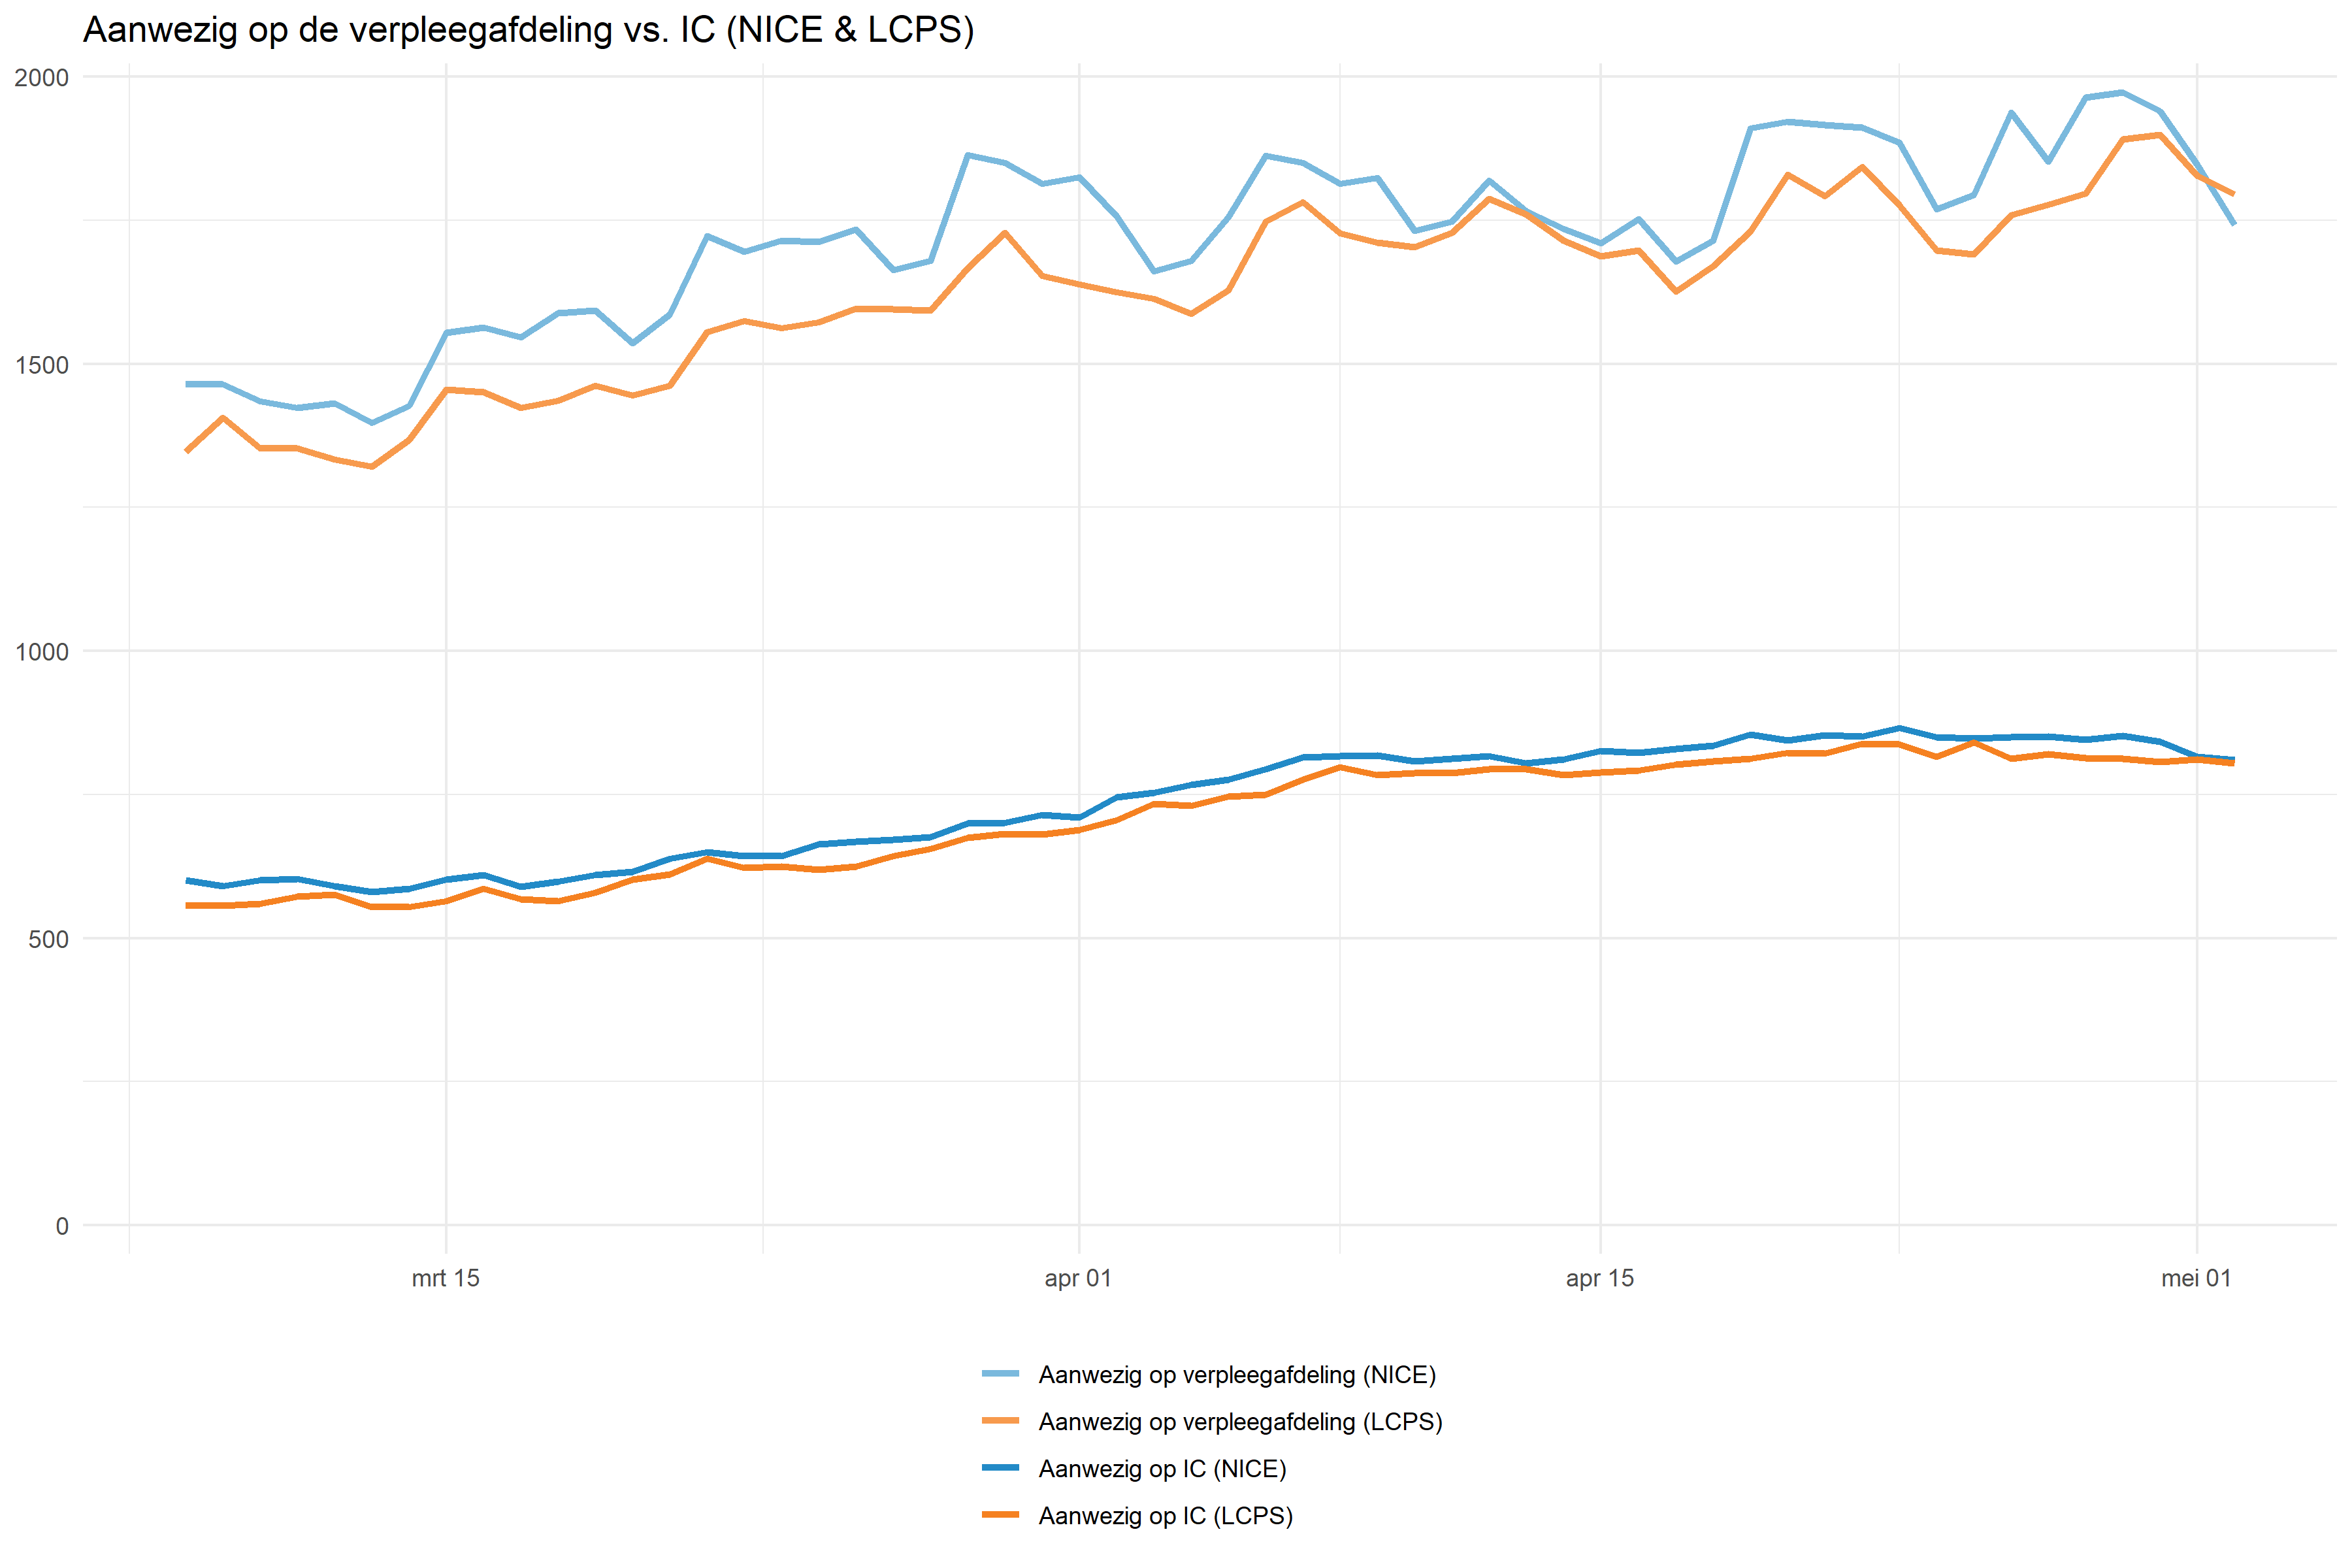 Aanwezig op de verpleegafdeling vs. IC (NICE & LCPS)
2000
1500
1000
500
0
mrt 15 apr 01 apr 15 mei 01
Aanwezig op verpleegafdeling (NICE)
Aanwezig op verpleegafdeling (LCPS)
Aanwezig op IC (NICE)
Aanwezig op IC (LCPS)